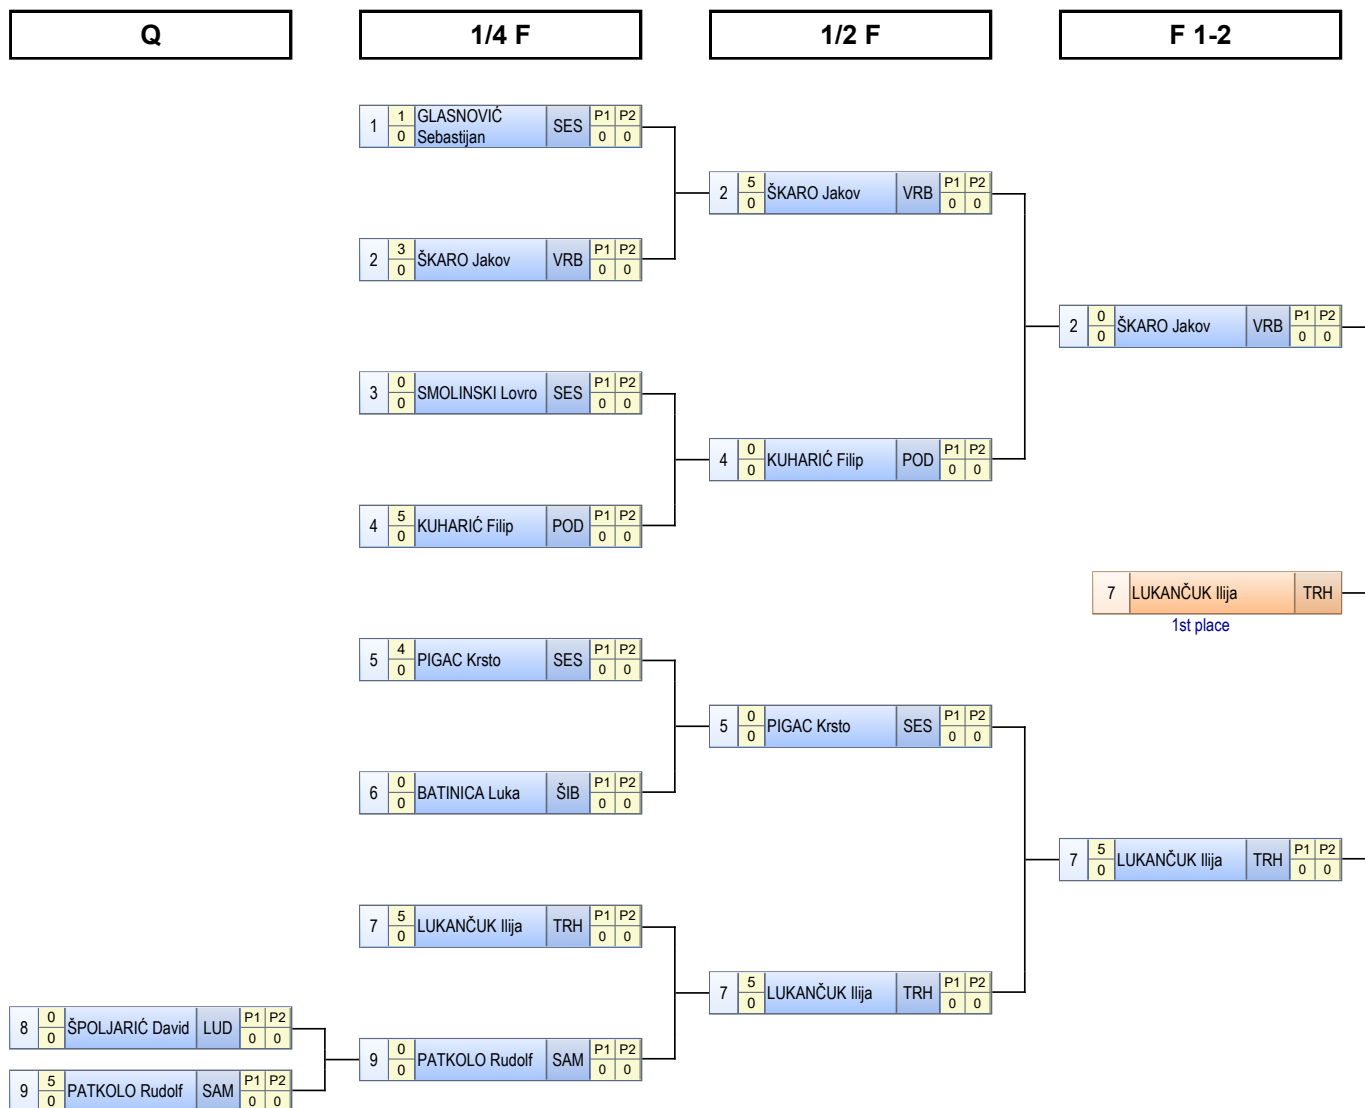 Q 1/4 F 1/2 F F 1-2
1 1 0 GLASNOVIĆ Sebastijan SES P1 P2 0 0
2 5 0 ŠKARO Jakov VRB P1 P2 0 0
2 3 0 ŠKARO Jakov VRB P1 P2 0 0
2 0 0 ŠKARO Jakov VRB P1 P2 0 0
3 0 0 SMOLINSKI Lovro SES P1 P2 0 0
4 0 0 KUHARIĆ Filip POD P1 P2 0 0
4 5 0 KUHARIĆ Filip POD P1 P2 0 0
7 LUKANČUK Ilija TRH
1st place
5 4 0 PIGAC Krsto SES P1 P2 0 0
5 0 0 PIGAC Krsto SES P1 P2 0 0
6 0 0 BATINICA Luka ŠIB P1 P2 0 0
7 5 0 LUKANČUK Ilija TRH P1 P2 0 0
7 5 0 LUKANČUK Ilija TRH P1 P2 0 0
7 5 0 LUKANČUK Ilija TRH P1 P2 0 0
8 0 0 ŠPOLJARIĆ David LUD P1 P2 0 0
9 0 0 PATKOLO Rudolf SAM P1 P2 0 0
9 5 0 PATKOLO Rudolf SAM P1 P2 0 0